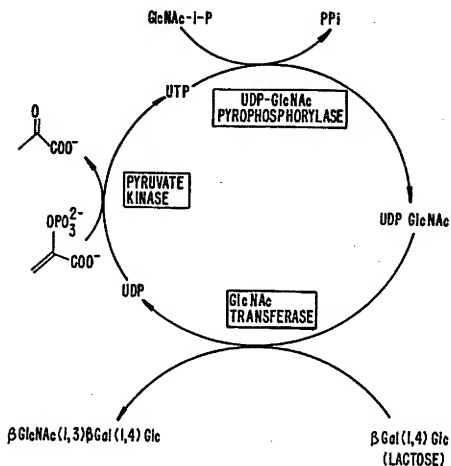 GlcNAc-i-P
PPi
UTP
UDP-GlcNAc
PYROPHOSPHORYLASE
O
COO⁻
PYRUVATE
KINASE
OPO₃²⁻
COO⁻
UDP GlcNAc
UDP
GlcNAc
TRANSFERASE
βGlcNAc(1,3)βGal(1,4) Glc
βGal(1,4) Glc
(LACTOSE)